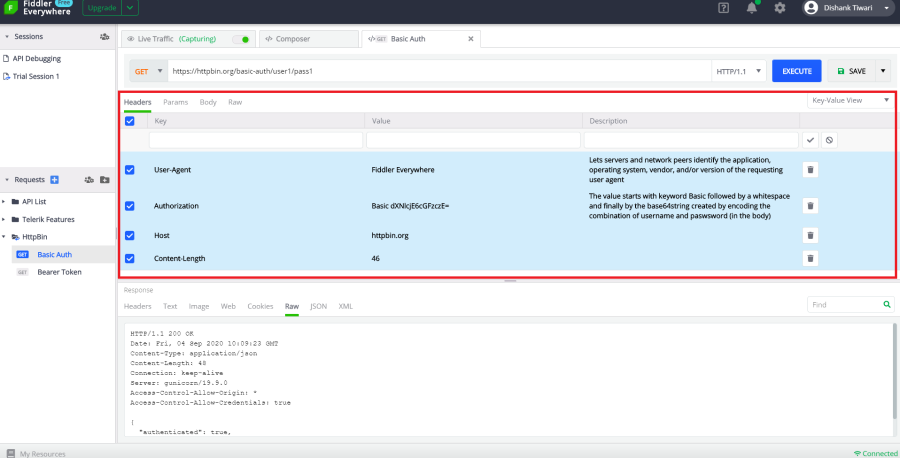 Fiddler Free
Everywhere
Upgrade
Dishank Tiwari
Sessions
API Debugging
Trial Session 1
Live Traffic (Capturing)
</> Composer
</> GET Basic Auth
GET https://httpbin.org/basic-auth/user1/pass1 HTTP/1.1 EXECUTE SAVE
Headers Params Body Raw Key-Value View
Key Value Description
User-Agent Fiddler Everywhere
Lets servers and network peers identify the application,
operating system, vendor, and/or version of the requesting
user agent
Authorization Basic dXNlcjE6cGFzczE=
The value starts with keyword Basic followed by a whitespace
and finally by the base64string created by encoding the
combination of username and paswsword (in the body)
Host httpbin.org
Content-Length 46
Requests
API List
Telerik Features
HttpBin
GET Basic Auth
GET Bearer Token
Response
Headers Text Image Web Cookies Raw JSON XML Find
HTTP/1.1 200 OK
Date: Fri, 04 Sep 2020 10:09:23 GMT
Content-Type: application/json
Content-Length: 48
Connection: keep-alive
Server: gunicorn/19.9.0
Access-Control-Allow-Origin: *
Access-Control-Allow-Credentials: true
{
"authenticated": true,
My Resources
Connected